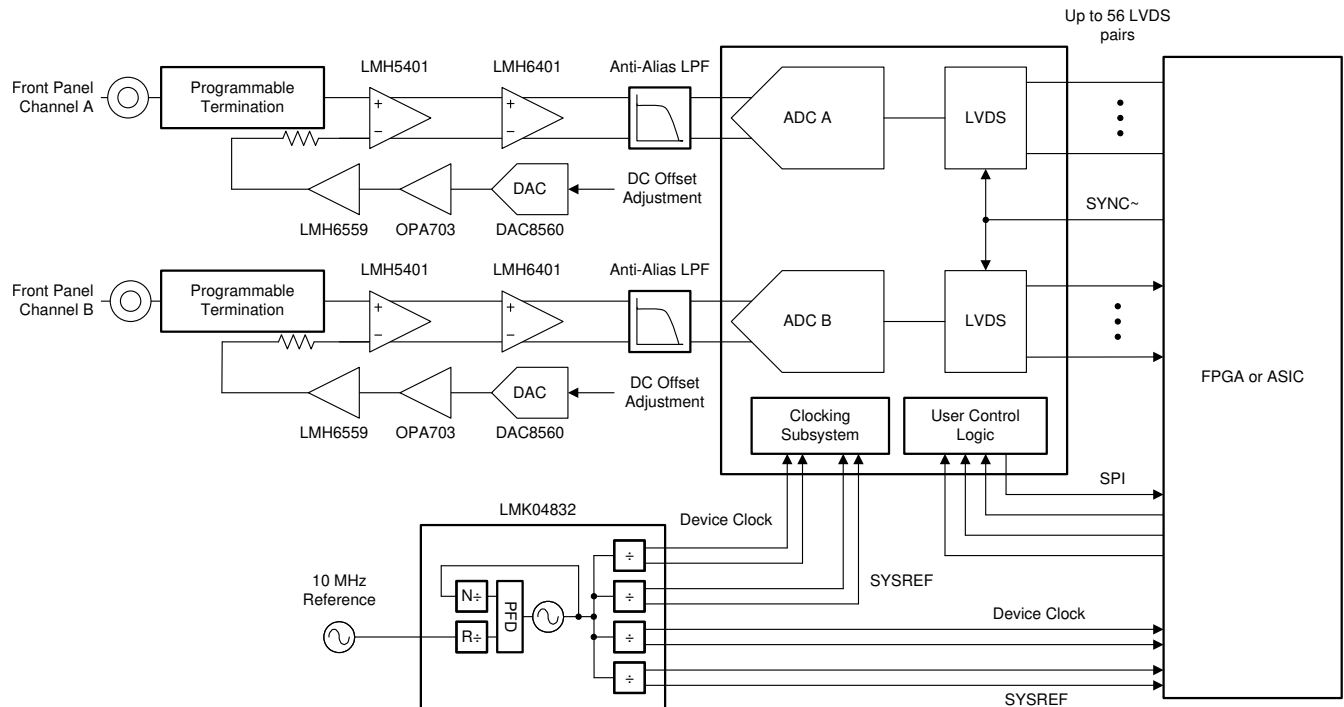 Up to 56 LVDS
pairs
LMH5401
LMH6401
Anti-Alias LPF
Front Panel
Channel A
Programmable
Termination
+
−
+
−
ADC A
LVDS
DAC
DC Offset
Adjustment
LMH6559
OPA703
DAC8560
SYNC~
LMH5401
LMH6401
Anti-Alias LPF
Front Panel
Channel B
Programmable
Termination
+
−
+
−
ADC B
LVDS
FPGA or ASIC
DAC
DC Offset
Adjustment
LMH6559
OPA703
DAC8560
Clocking
Subsystem
User Control
Logic
SPI
LMK04832
Device Clock
÷
SYSREF
10 MHz
Reference
N÷
PFD
÷
R÷
Device Clock
÷
÷
SYSREF